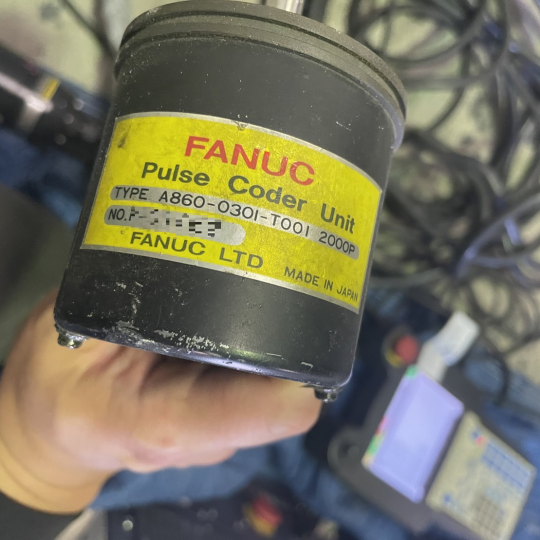 FANUC
Pulse Coder Unit
TYPE A860-0301-T001 2000P
NO.
FANUC LTD MADE IN JAPAN